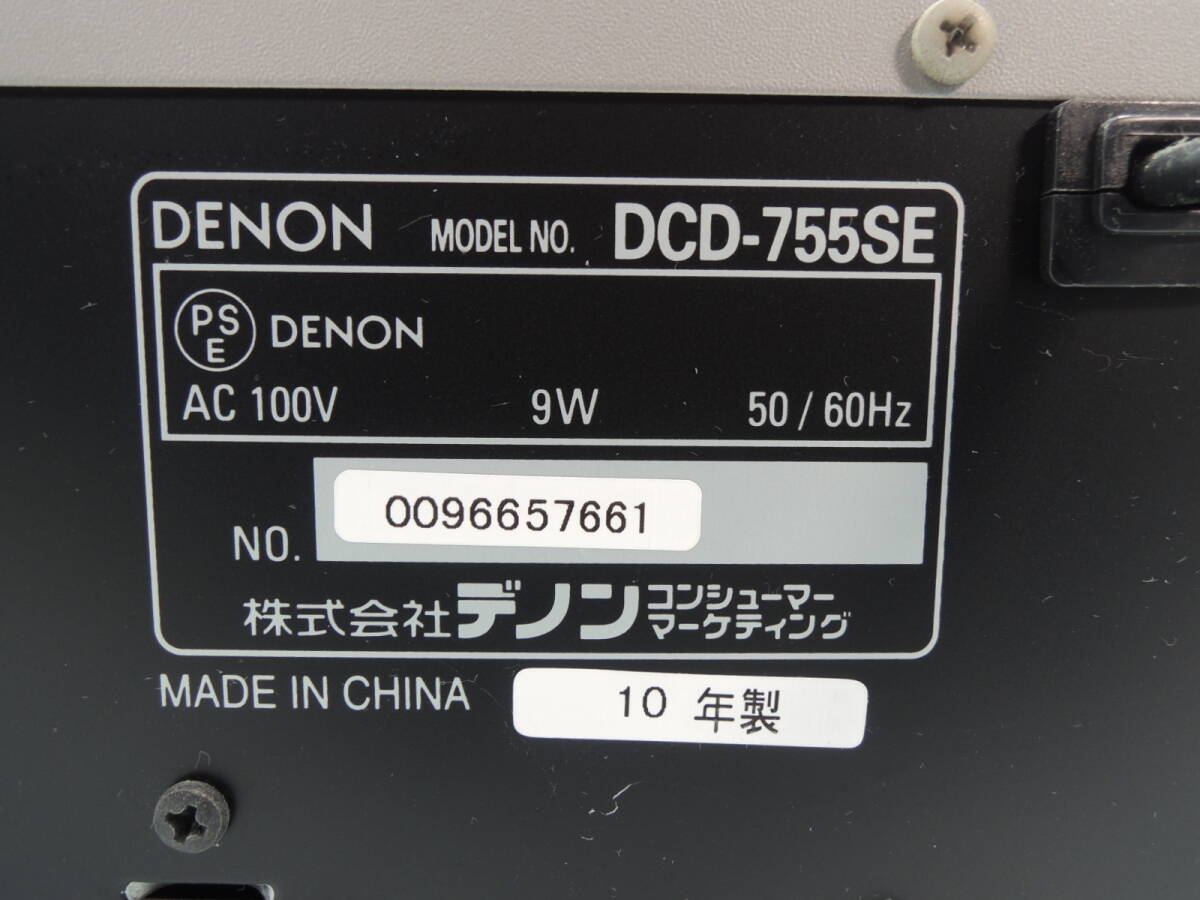 DENON MODEL NO. DCD-755SE
PSE DENON
AC 100V 9W 50 / 60Hz
NO. 0096657661
株式会社デノン コンシューマー
マーケティング
MADE IN CHINA 10 年製